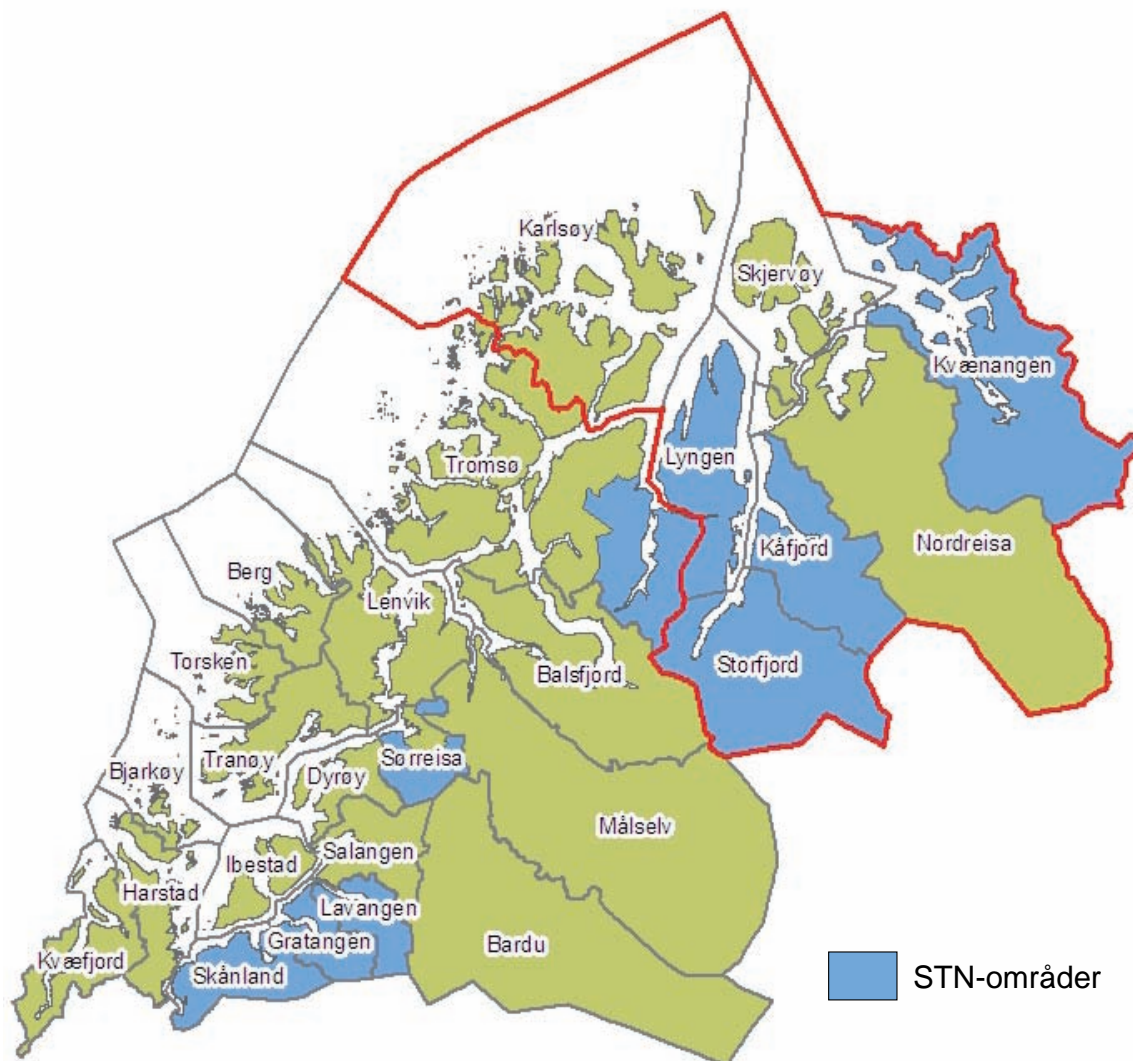 Karlsøy
Skjervøy
Kvænangen
Lyngen
Tromsø
Kåfjord
Nordreisa
Berg
Lenvik
Torsken
Balsfjord
Storfjord
Tranøy
Sørreisa
Bjarkøy
Dyrøy
Målselv
Ibestad
Salangen
Harstad
Lavangen
Gratangen
Bardu
Kvæfjord
Skånland
STN-områder